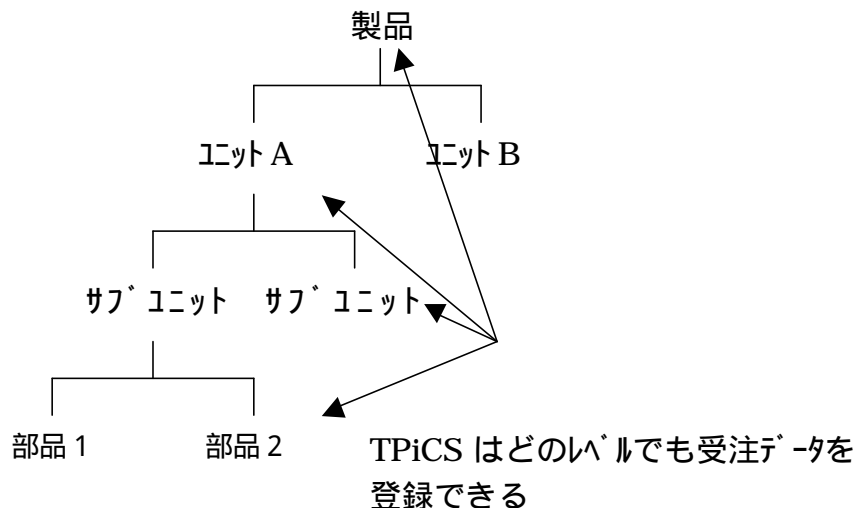 製品
ﾕﾆｯﾄ A
ﾕﾆｯﾄ B
ｻﾌﾞﾕﾆｯﾄ
ｻﾌﾞﾕﾆｯﾄ
部品 1
部品 2
TPiCS はどのﾚﾍﾞﾙでも受注ﾃﾞｰﾀを
登録できる